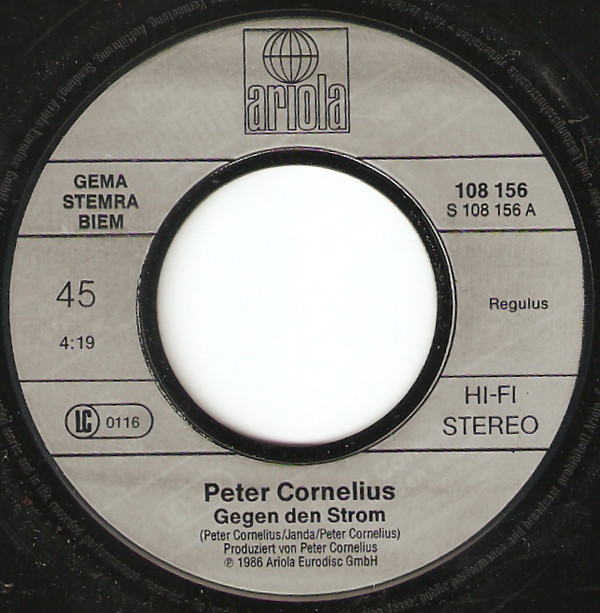 ariola
GEMA
STEMRA
BIEM
108 156
S 108 156 A
45
4:19
Regulus
LC 0116
HI-FI
STEREO
Peter Cornelius
Gegen den Strom
(Peter Cornelius/Janda/Peter Cornelius)
Produziert von Peter Cornelius
℗ 1986 Ariola Eurodisc GmbH